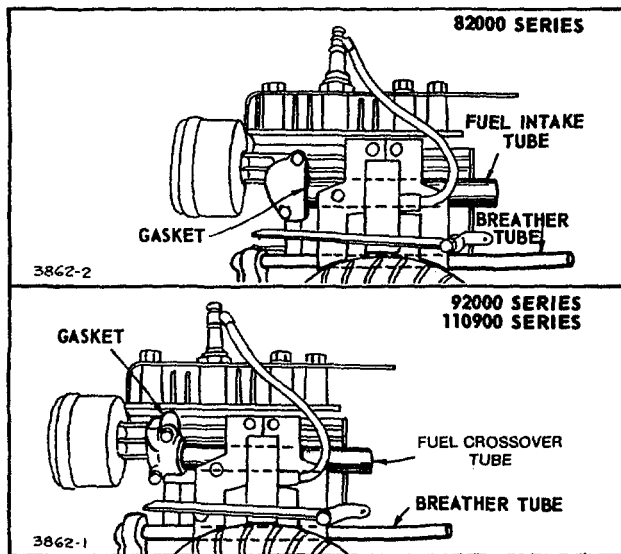 82000 SERIES
FUEL INTAKE
TUBE
BREATHER
TUBE
GASKET
3862-2
92000 SERIES
110900 SERIES
GASKET
FUEL CROSSOVER
TUBE
BREATHER TUBE
3862-1